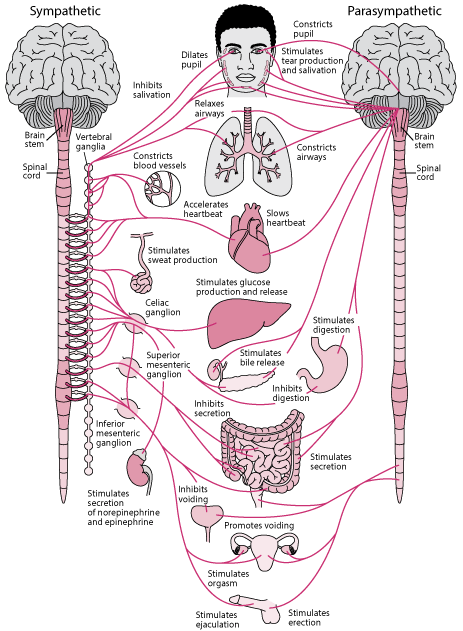 Sympathetic
Parasympathetic
Constricts
pupil
Dilates
pupil
Stimulates
tear production
and salivation
Inhibits
salivation
Relaxes
airways
Brain
stem
Vertebral
ganglia
Brain
stem
Constricts
blood vessels
Constricts
airways
Spinal
cord
Spinal
cord
Accelerates
heartbeat
Slows
heartbeat
Stimulates
sweat production
Stimulates glucose
production and release
Celiac
ganglion
Stimulates
digestion
Superior
mesenteric
ganglion
Stimulates
bile release
Inhibits
digestion
Inhibits
secretion
Inferior
mesenteric
ganglion
Stimulates
secretion
Stimulates
secretion
of norepinephrine
and epinephrine
Inhibits
voiding
Promotes voiding
Stimulates
orgasm
Stimulates
ejaculation
Stimulates
erection